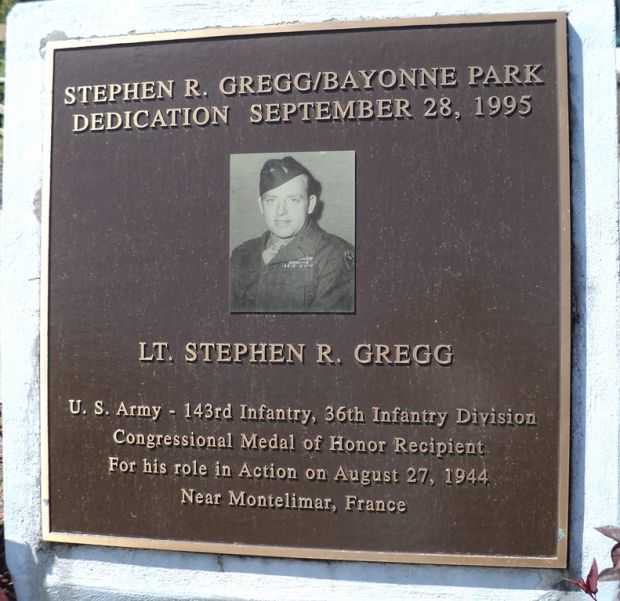 STEPHEN R. GREGG/BAYONNE PARK
DEDICATION SEPTEMBER 28, 1995
LT. STEPHEN R. GREGG
U. S. Army - 143rd Infantry, 36th Infantry Division
Congressional Medal of Honor Recipient
For his role in Action on August 27, 1944
Near Montelimar, France